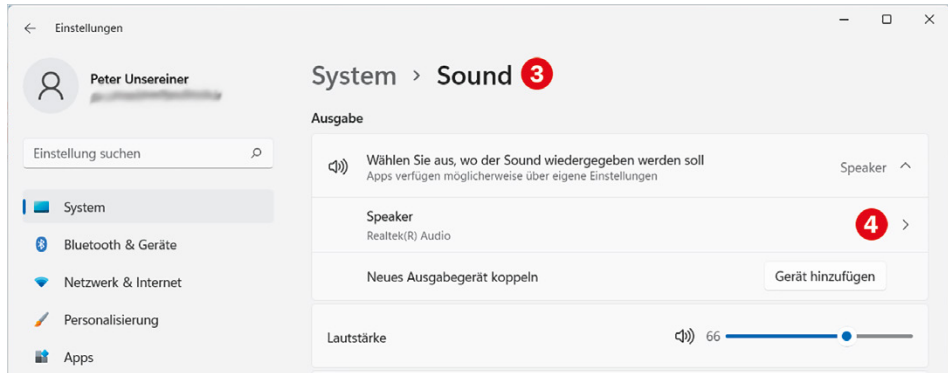 Einstellungen
Peter Unsereiner
System > Sound 3
Ausgabe
Einstellung suchen
Wählen Sie aus, wo der Sound wiedergegeben werden soll
Apps verfügen möglicherweise über eigene Einstellungen
Speaker
System
Speaker
Realtek(R) Audio
4
Bluetooth & Geräte
Netzwerk & Internet
Neues Ausgabegerät koppeln
Gerät hinzufügen
Personalisierung
Lautstärke
66
Apps